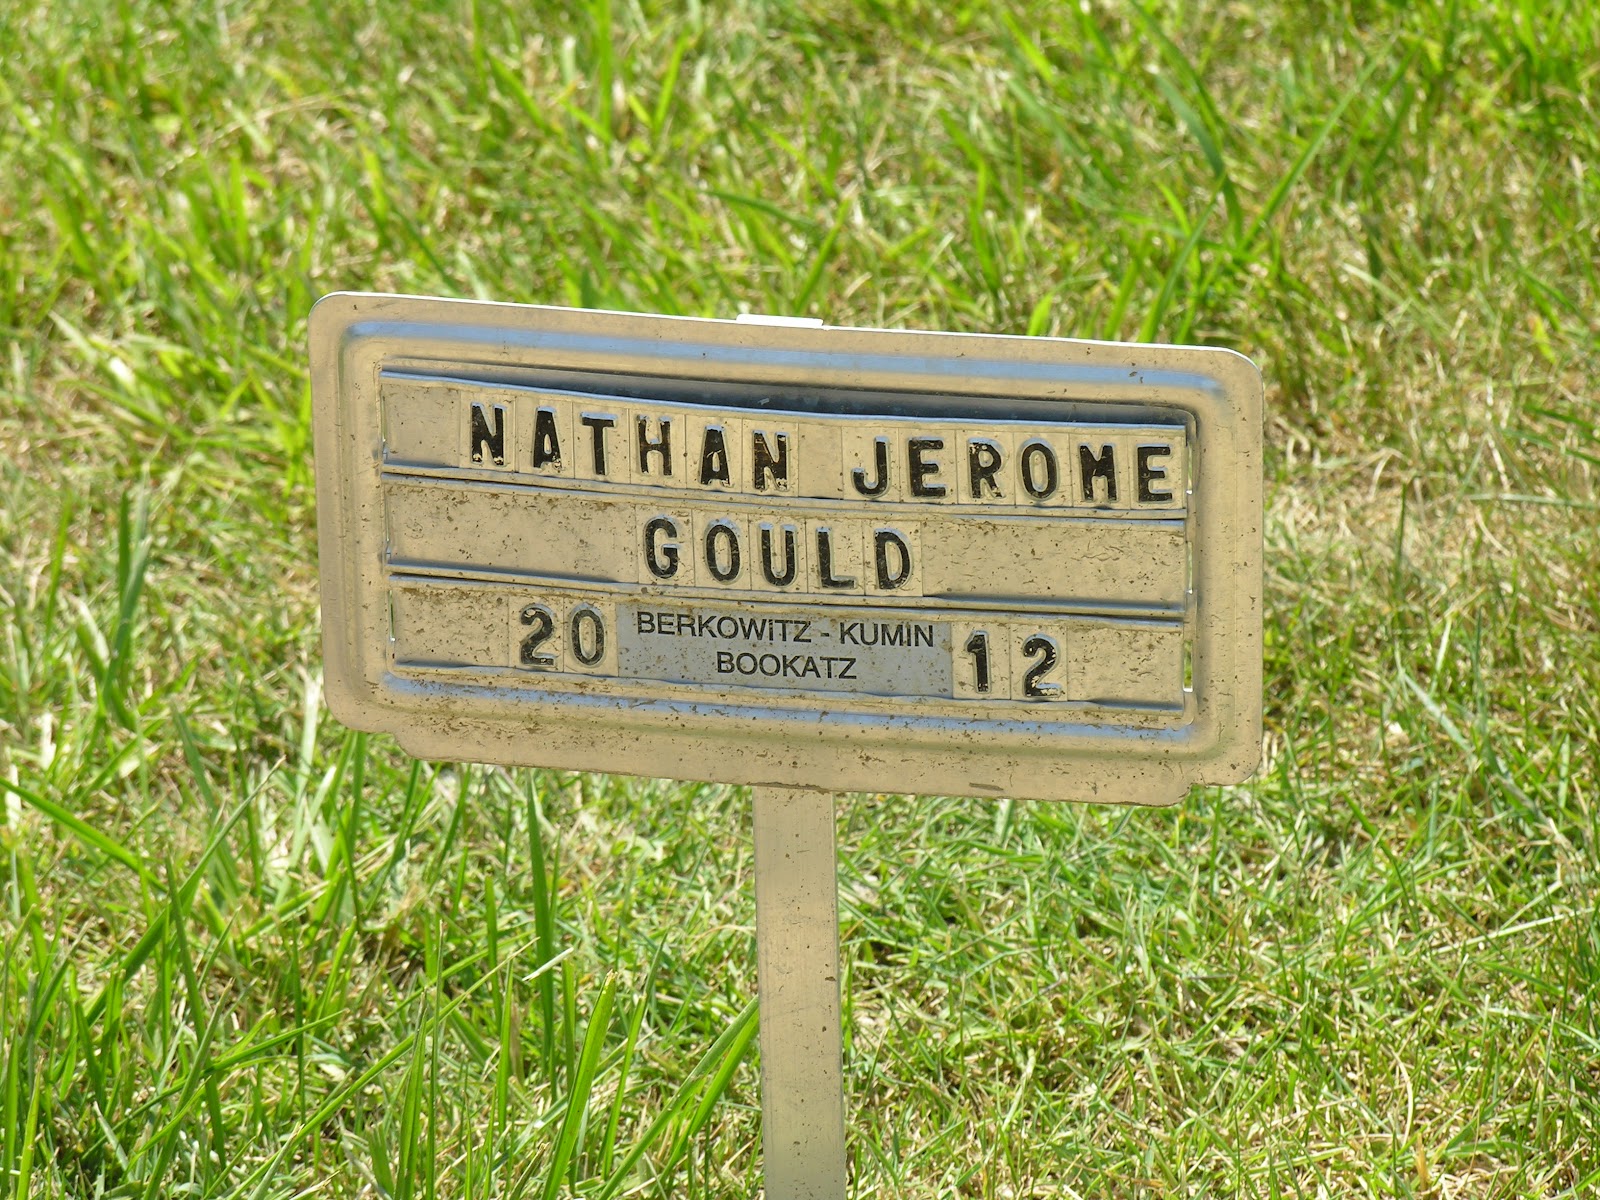 NATHAN JEROME
GOULD
20 BERKOWITZ - KUMIN 12
BOOKATZ